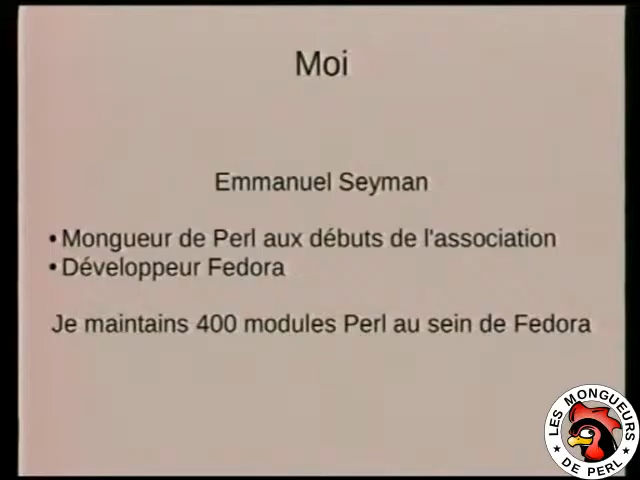 Moi
Emmanuel Seyman
• Mongueur de Perl aux débuts de l'association
• Développeur Fedora
Je maintains 400 modules Perl au sein de Fedora
LES MONGUEURS
★ DE PERL ★